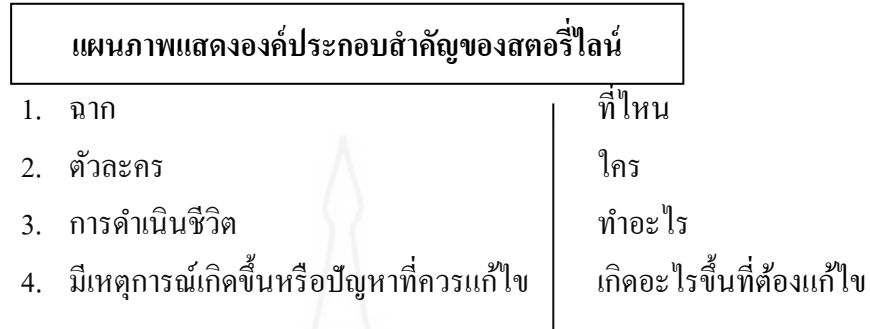 แผนภาพแสดงองค์ประกอบสำคัญของสตอรี่ไลน์
1. ฉาก ที่ไหน
2. ตัวละคร ใคร
3. การดำเนินชีวิต ทำอะไร
4. มีเหตุการณ์เกิดขึ้นหรือปัญหาที่ควรแก้ไข เกิดอะไรขึ้นที่ต้องแก้ไข